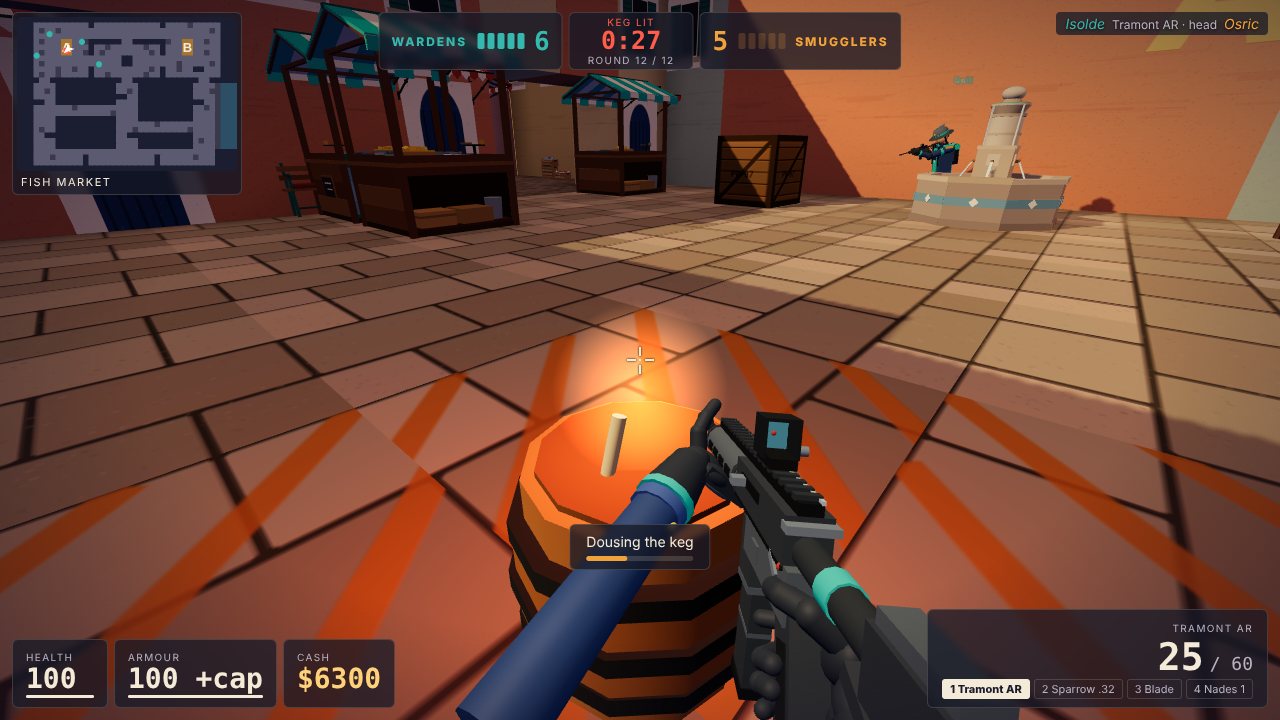 A
B
FISH MARKET
WARDENS 6
KEG LIT
0:27
ROUND 12 / 12
5 SMUGGLERS
Isolde Tramont AR · head Osric
Dousing the keg
HEALTH
100
ARMOUR
100 +cap
CASH
$6300
TRAMONT AR
25 / 60
1 Tramont AR 2 Sparrow .32 3 Blade 4 Nades 1